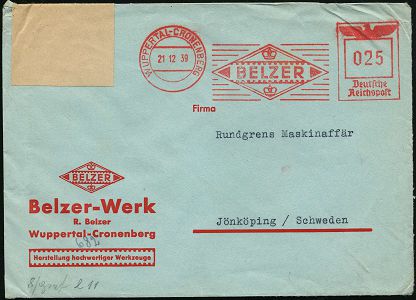 WUPPERTAL-CRONENBERG
21 12 39
BELZER
025
Deutsche
Reichspost
Firma
Rundgrens Maskinaffär
Jönköping / Schweden
BELZER
Belzer-Werk
R. Belzer
Wuppertal-Cronenberg
Herstellung hochwertiger Werkzeuge